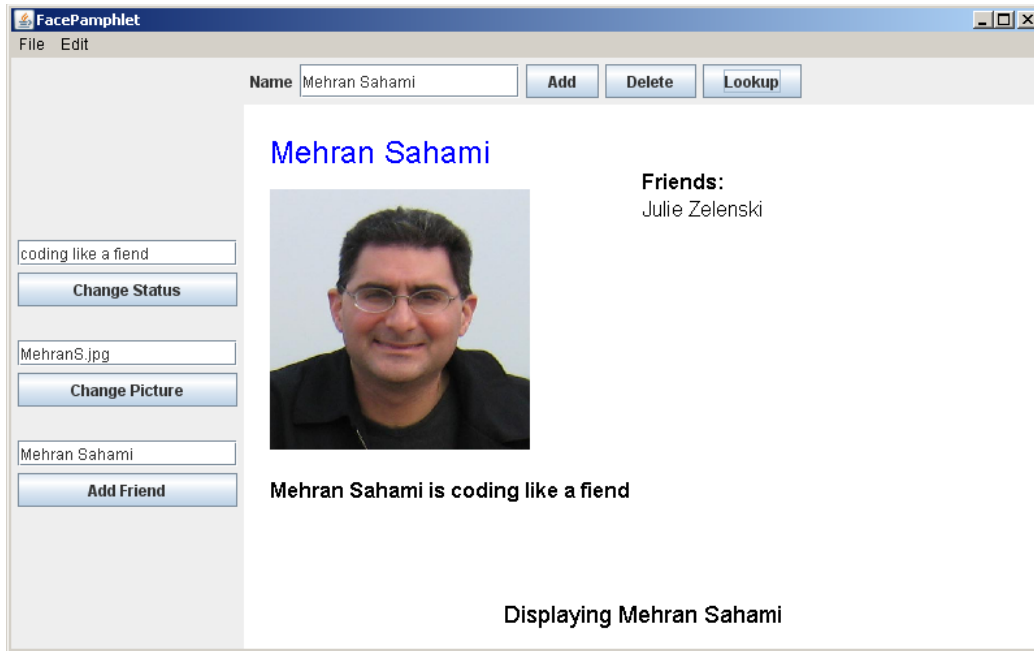 FacePamphlet
File Edit
Name Mehran Sahami Add Delete Lookup
Mehran Sahami
Friends:
Julie Zelenski
coding like a fiend
Change Status
MehranS.jpg
Change Picture
Mehran Sahami
Add Friend
Mehran Sahami is coding like a fiend
Displaying Mehran Sahami